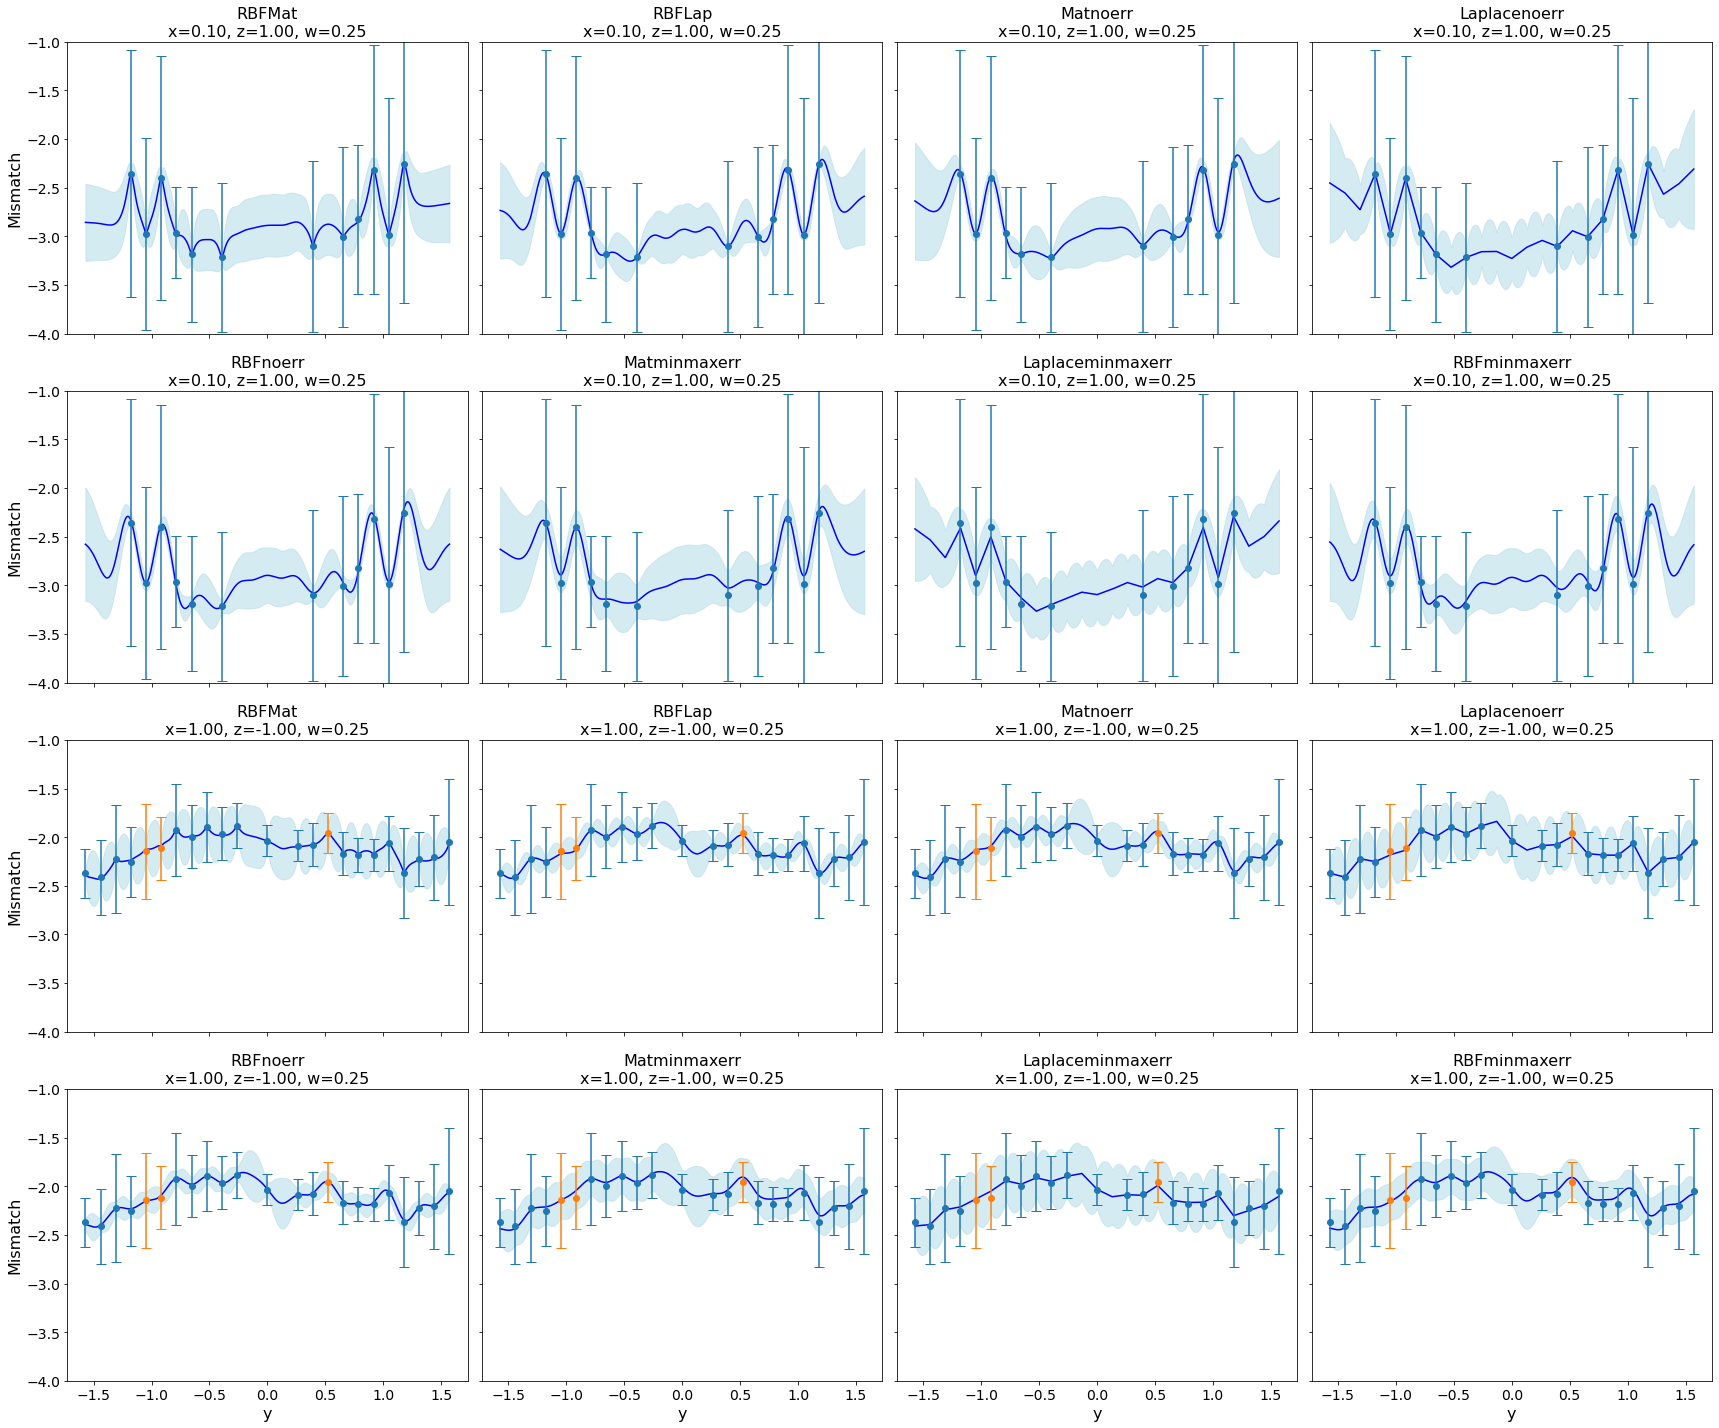 RBFMat
x=0.10, z=1.00, w=0.25
RBFLap
x=0.10, z=1.00, w=0.25
Matnoerr
x=0.10, z=1.00, w=0.25
Laplacenoerr
x=0.10, z=1.00, w=0.25
Mismatch
−1.0
−1.5
−2.0
−2.5
−3.0
−3.5
−4.0
RBFnoerr
x=0.10, z=1.00, w=0.25
Matminmaxerr
x=0.10, z=1.00, w=0.25
Laplaceminmaxerr
x=0.10, z=1.00, w=0.25
RBFminmaxerr
x=0.10, z=1.00, w=0.25
Mismatch
−1.0
−1.5
−2.0
−2.5
−3.0
−3.5
−4.0
RBFMat
x=1.00, z=-1.00, w=0.25
RBFLap
x=1.00, z=-1.00, w=0.25
Matnoerr
x=1.00, z=-1.00, w=0.25
Laplacenoerr
x=1.00, z=-1.00, w=0.25
Mismatch
−1.0
−1.5
−2.0
−2.5
−3.0
−3.5
−4.0
RBFnoerr
x=1.00, z=-1.00, w=0.25
Matminmaxerr
x=1.00, z=-1.00, w=0.25
Laplaceminmaxerr
x=1.00, z=-1.00, w=0.25
RBFminmaxerr
x=1.00, z=-1.00, w=0.25
Mismatch
−1.0
−1.5
−2.0
−2.5
−3.0
−3.5
−4.0
−1.5 −1.0 −0.5 0.0 0.5 1.0 1.5
y
−1.5 −1.0 −0.5 0.0 0.5 1.0 1.5
y
−1.5 −1.0 −0.5 0.0 0.5 1.0 1.5
y
−1.5 −1.0 −0.5 0.0 0.5 1.0 1.5
y